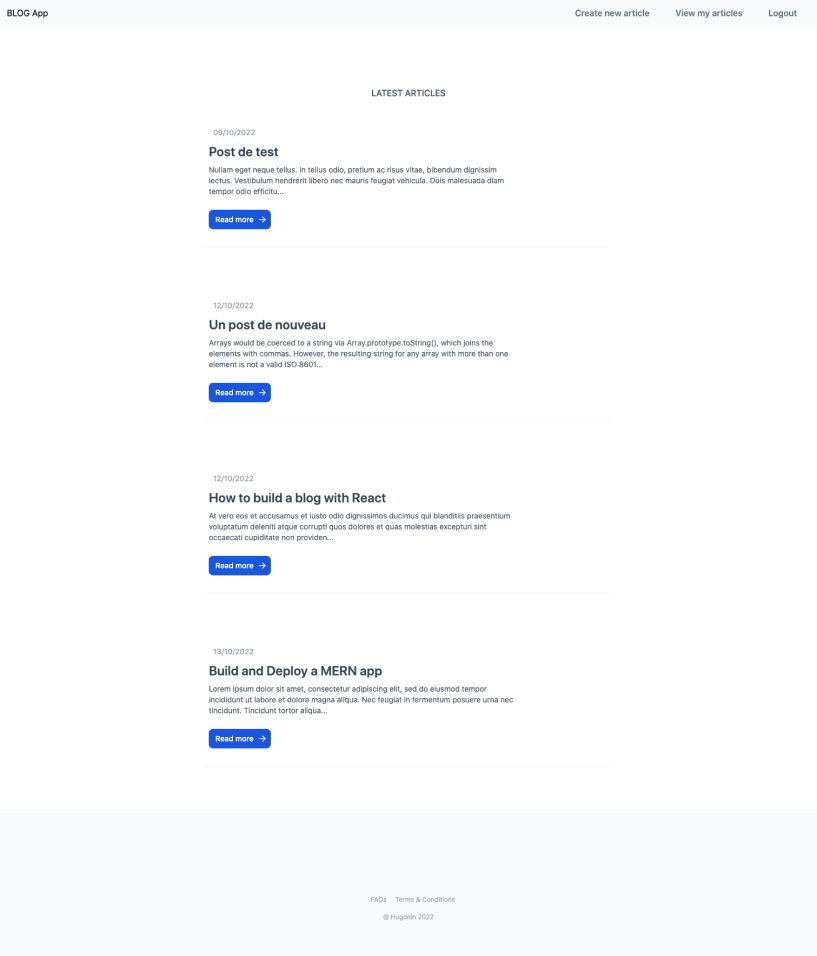 BLOG App
Create new article
View my articles
Logout
LATEST ARTICLES
09/10/2022
Post de test
Nullam eget neque tellus. In tellus odio, pretium ac risus vitae, bibendum dignissim
lectus. Vestibulum hendrerit libero nec mauris feugiat vehicula. Duis malesuada diam
tempor odio efficitu...
Read more →
12/10/2022
Un post de nouveau
Arrays would be coerced to a string via Array.prototype.toString(), which joins the
elements with commas. However, the resulting string for any array with more than one
element is not a valid ISO 8601...
Read more →
12/10/2022
How to build a blog with React
At vero eos et accusamus et iusto odio dignissimos ducimus qui blanditiis praesentium
voluptatum deleniti atque corrupti quos dolores et quas molestias excepturi sint
occaecati cupiditate non providen...
Read more →
13/10/2022
Build and Deploy a MERN app
Lorem ipsum dolor sit amet, consectetur adipiscing elit, sed do eiusmod tempor
incididunt ut labore et dolore magna aliqua. Nec feugiat in fermentum posuere urna nec
tincidunt. Tincidunt tortor aliqua...
Read more →
FAQs
Terms & Conditions
© Hugonin 2022